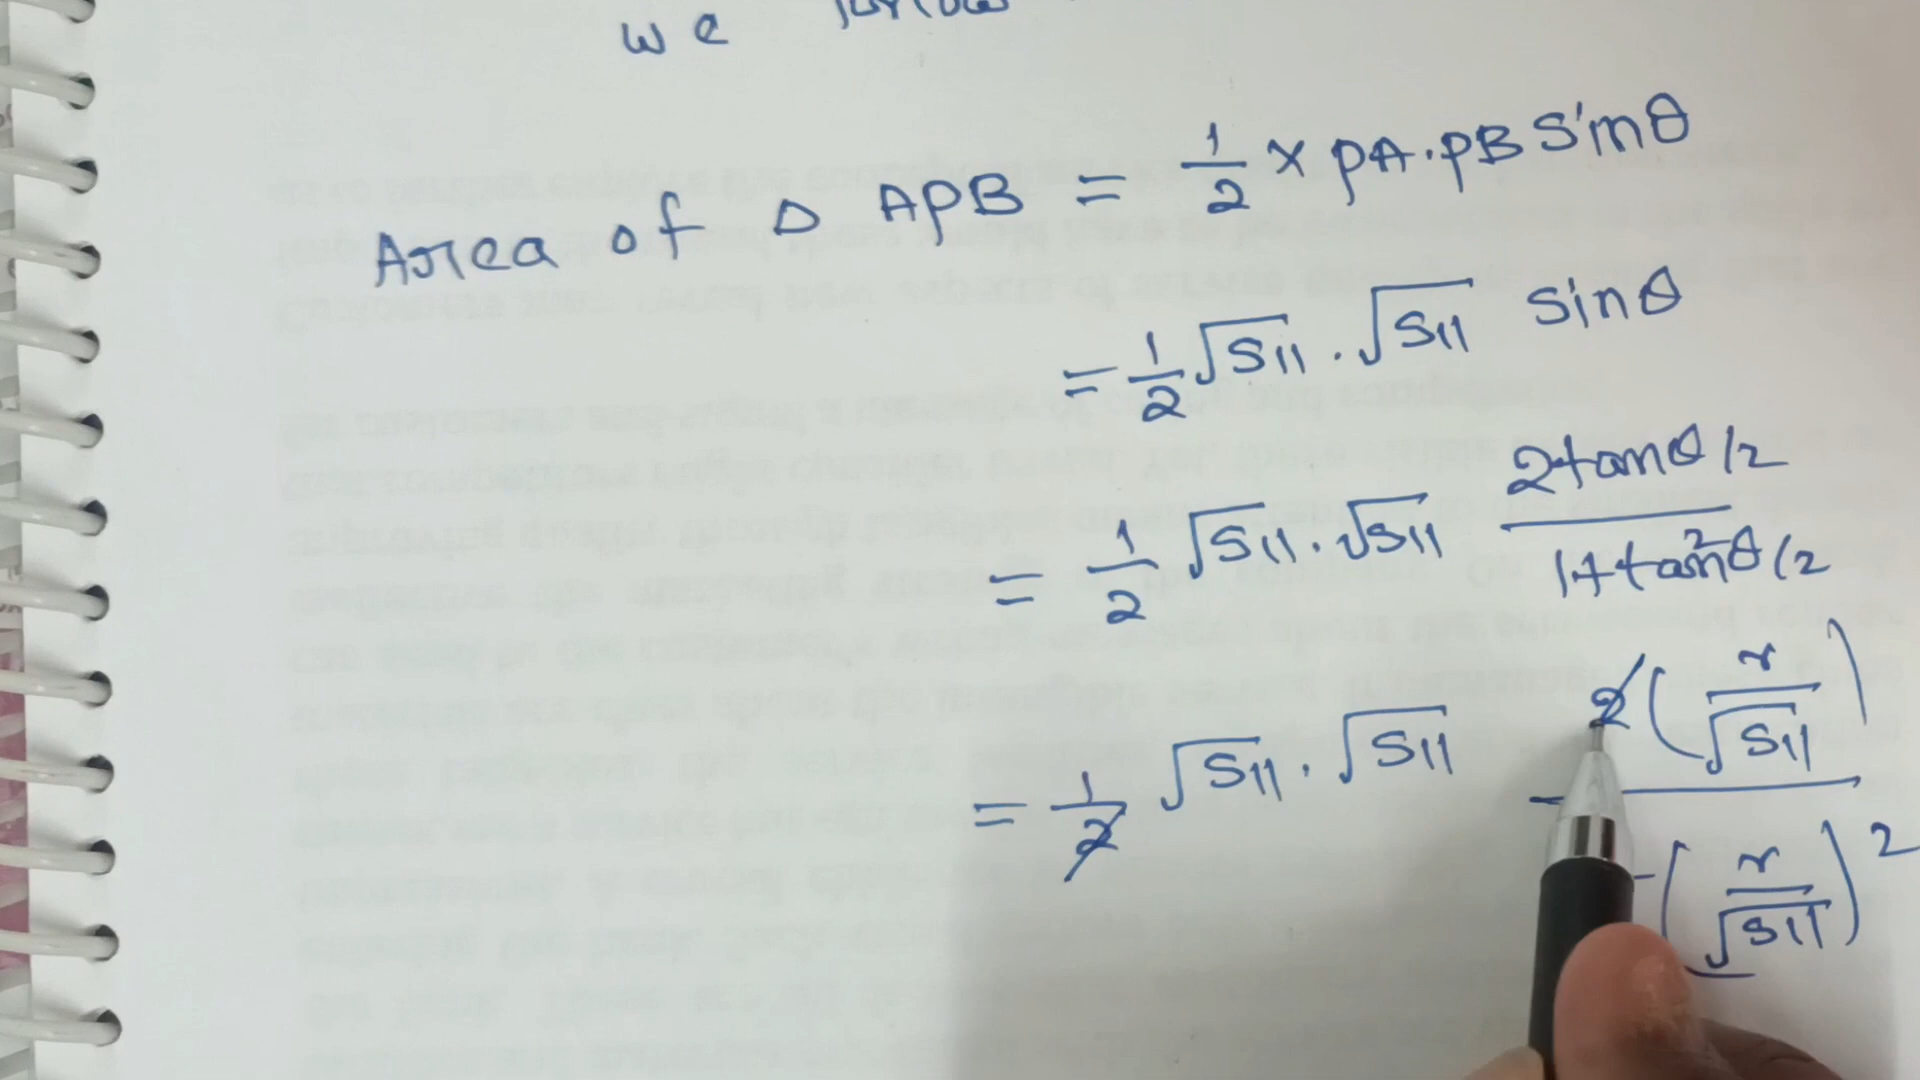 we
Area of △ APB = 1/2 × PA.PB sinθ
= 1/2 √S11 . √S11 sinθ
= 1/2 √S11 . √S11 2tanθ/2 / 1+tan²θ/2
= 1/2 √S11 . √S11 2(r/√S11) / (r/√S11)²